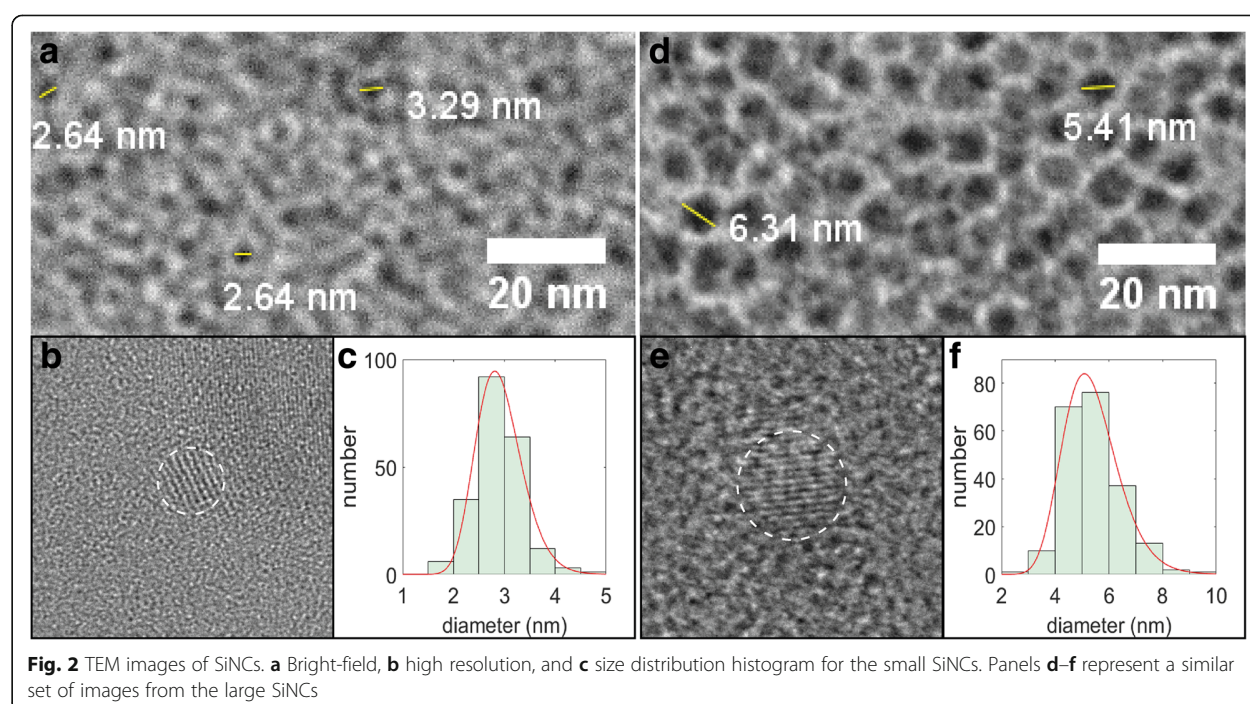 a
d
3.29 nm
2.64 nm
5.41 nm
6.31 nm
2.64 nm
20 nm
20 nm
b
c
100
50
0
number
1 2 3 4 5
diameter (nm)
e
f
80
60
40
20
0
number
2 4 6 8 10
diameter (nm)
Fig. 2 TEM images of SiNCs. a Bright-field, b high resolution, and c size distribution histogram for the small SiNCs. Panels d–f represent a similar
set of images from the large SiNCs